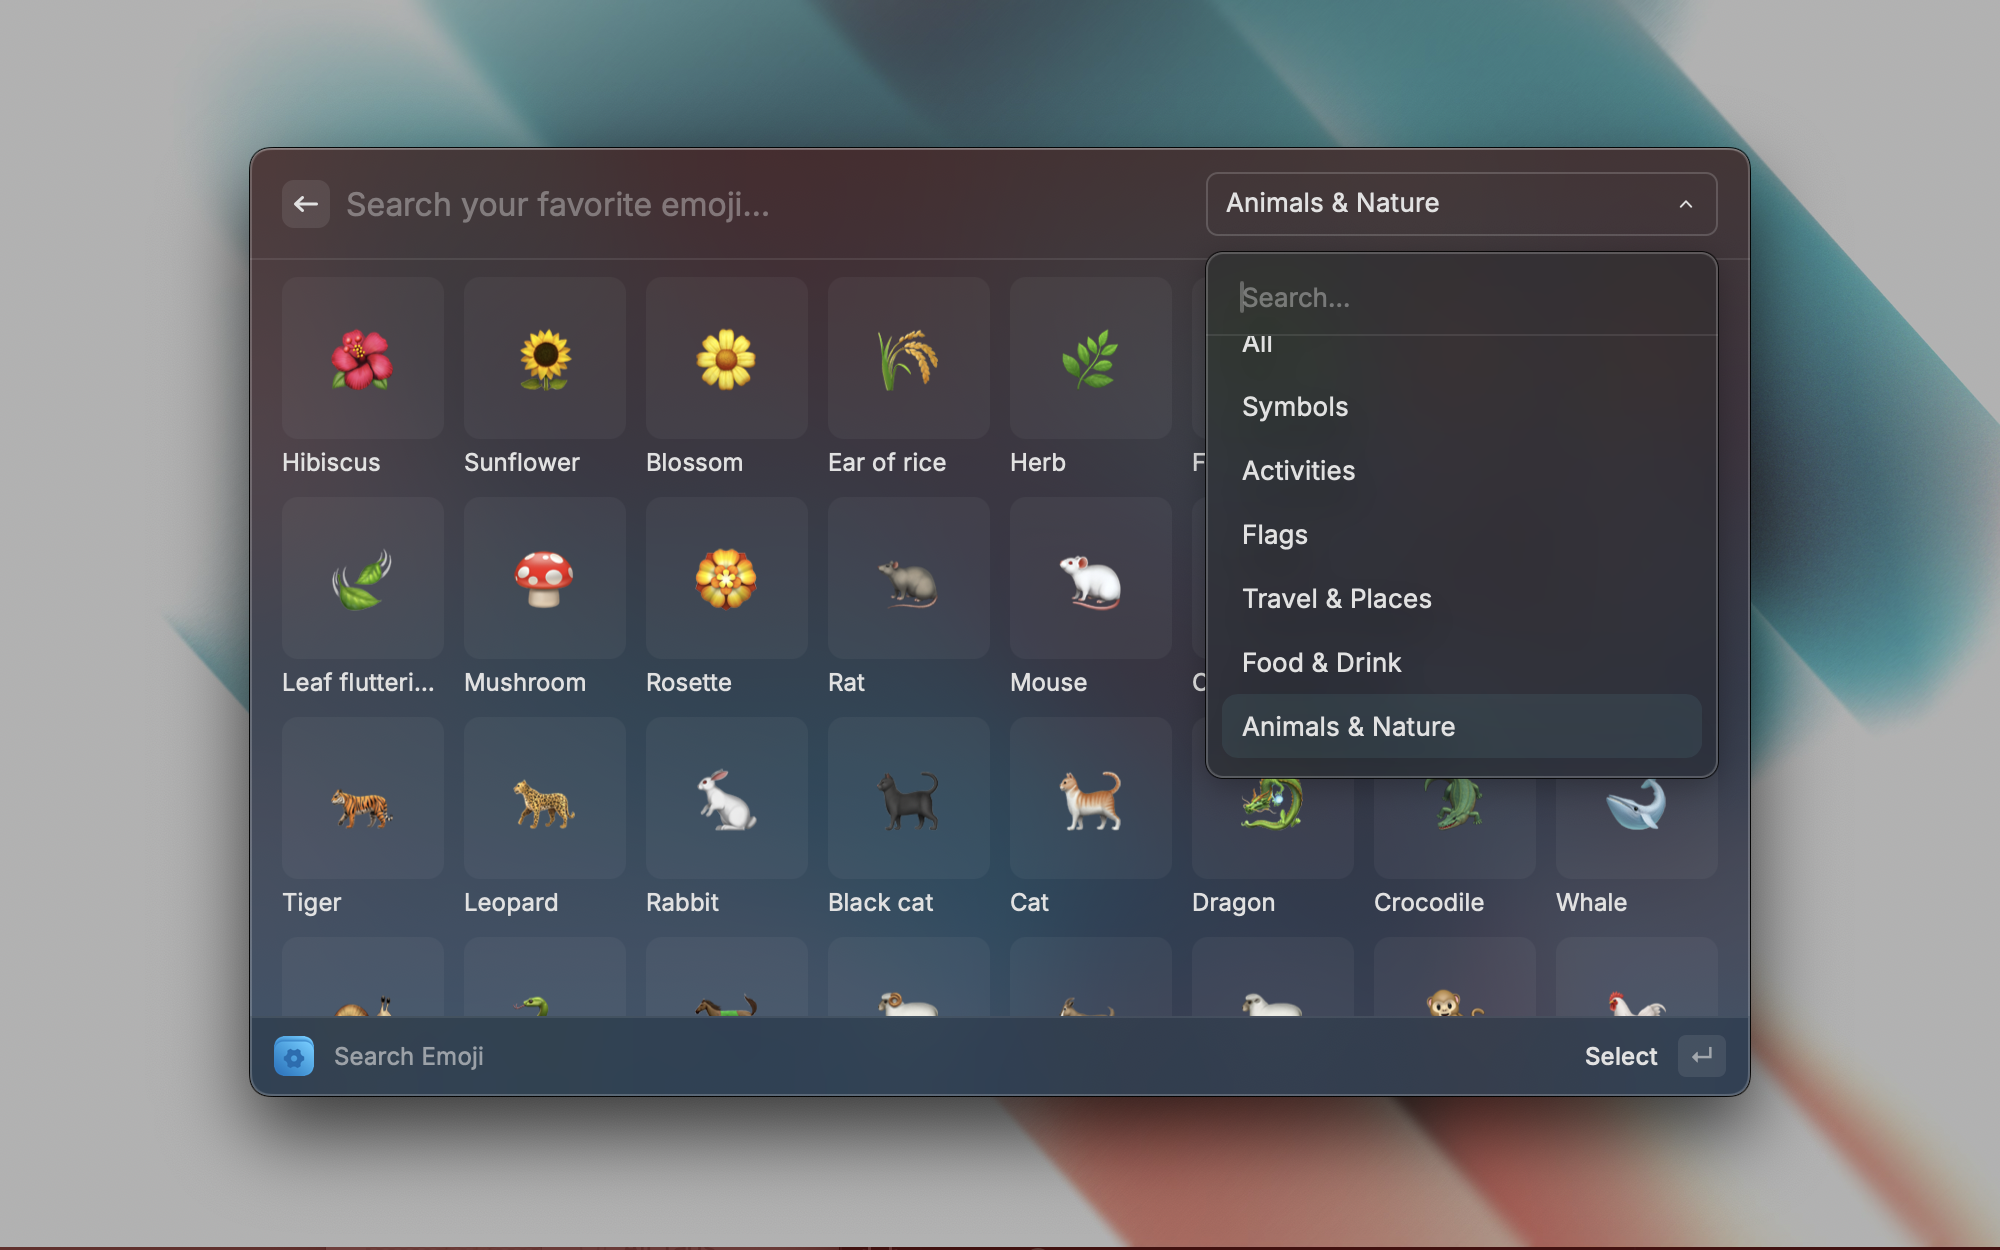 Search your favorite emoji...
Animals & Nature
Search...
All
Symbols
Activities
Flags
Travel & Places
Food & Drink
Animals & Nature
Hibiscus
Sunflower
Blossom
Ear of rice
Herb
Leaf flutteri...
Mushroom
Rosette
Rat
Mouse
Tiger
Leopard
Rabbit
Black cat
Cat
Dragon
Crocodile
Whale
Search Emoji
Select